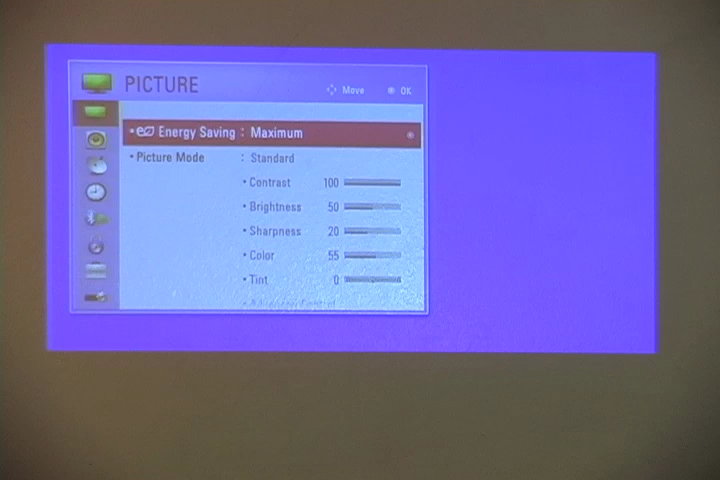 PICTURE
Move OK
• Energy Saving : Maximum
• Picture Mode : Standard
• Contrast 100
• Brightness 50
• Sharpness 20
• Color 55
• Tint 0